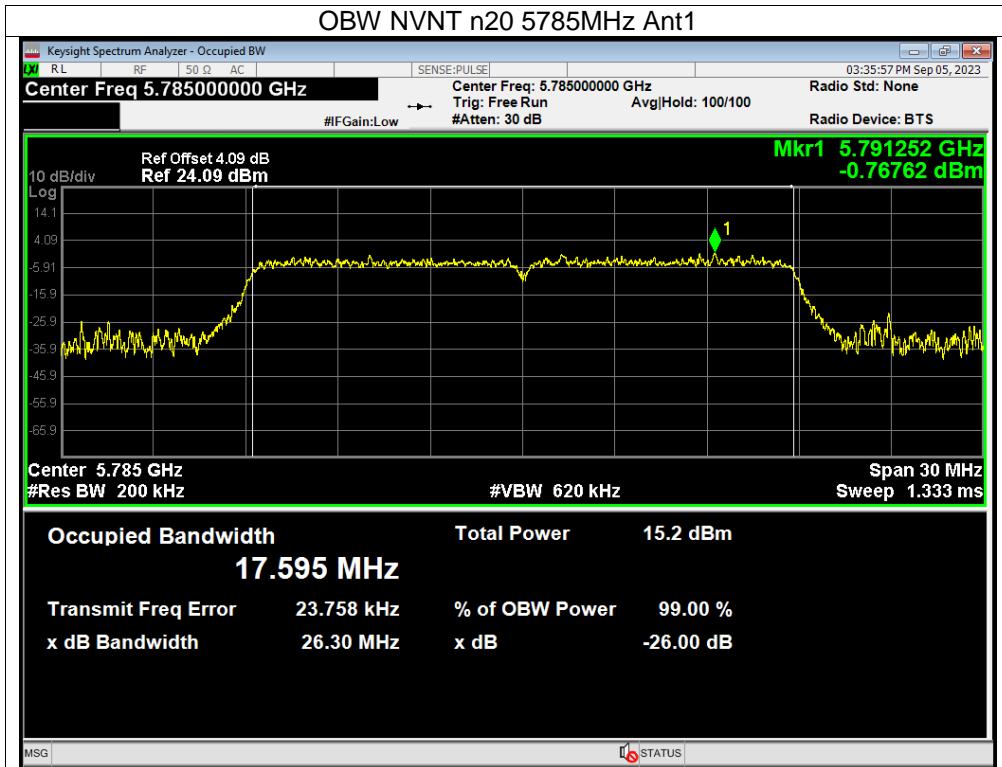 OBW NVNT n20 5785MHz Ant1
Keysight Spectrum Analyzer - Occupied BW
LXI RL RF 50 Ω AC SENSE:PULSE 03:35:57 PM Sep 05, 2023
Center Freq 5.785000000 GHz Center Freq: 5.785000000 GHz Radio Std: None
Trig: Free Run Avg|Hold: 100/100
#IFGain:Low #Atten: 30 dB Radio Device: BTS
Mkr1 5.791252 GHz
-0.76762 dBm
Ref Offset 4.09 dB
10 dB/div Ref 24.09 dBm
Log
14.1
1
4.09
-5.91
-15.9
-25.9
-35.9
-45.9
-55.9
-65.9
Center 5.785 GHz Span 30 MHz
#Res BW 200 kHz #VBW 620 kHz Sweep 1.333 ms
Occupied Bandwidth Total Power 15.2 dBm
17.595 MHz
Transmit Freq Error 23.758 kHz % of OBW Power 99.00 %
x dB Bandwidth 26.30 MHz x dB -26.00 dB
MSG STATUS